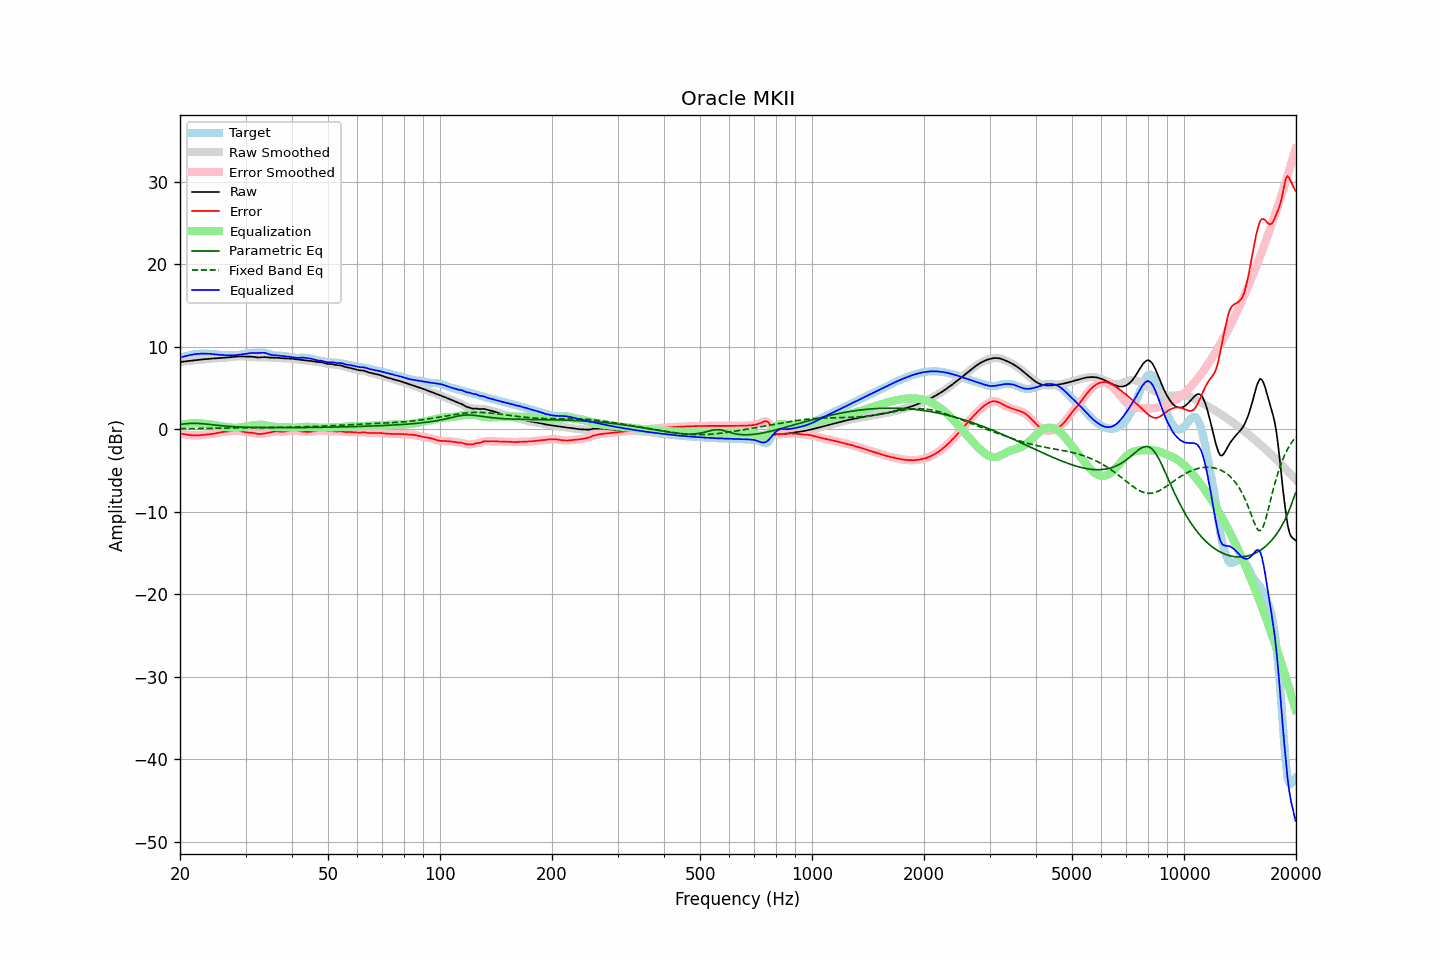 Oracle MKII
Target
Raw Smoothed
Error Smoothed
Raw
Error
Equalization
Parametric Eq
Fixed Band Eq
Equalized
30
20
10
0
−10
−20
−30
−40
−50
Amplitude (dBr)
20
50
100
200
500
1000
2000
5000
10000
20000
Frequency (Hz)